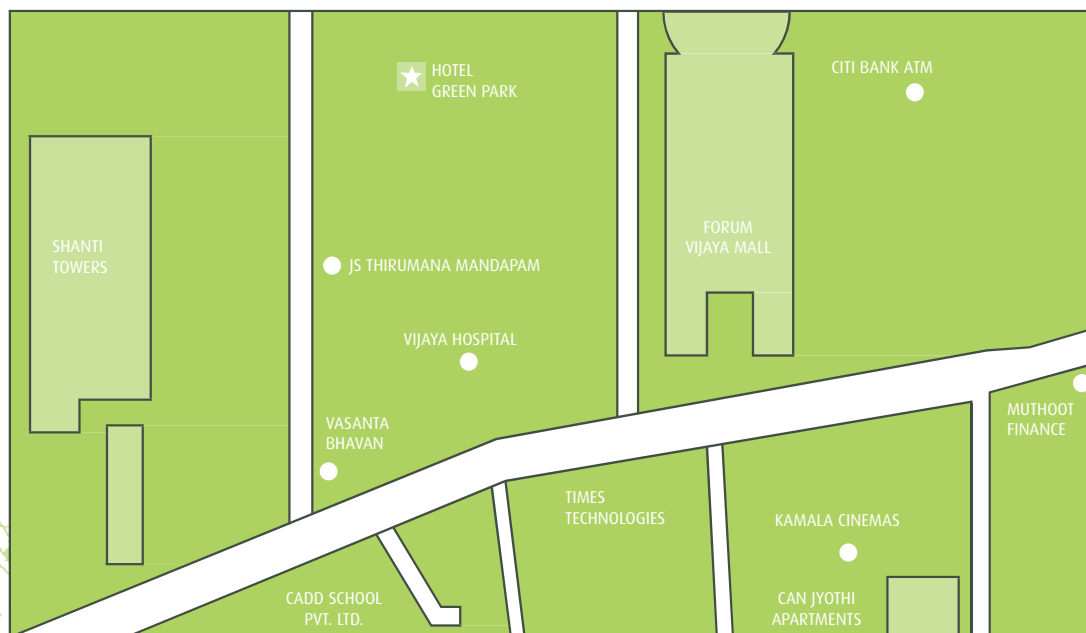 HOTEL
GREEN PARK
CITI BANK ATM
SHANTI
TOWERS
FORUM
VIJAYA MALL
JS THIRUMANA MANDAPAM
VIJAYA HOSPITAL
VASANTA
BHAVAN
MUTHOOT
FINANCE
TIMES
TECHNOLOGIES
KAMALA CINEMAS
CADD SCHOOL
PVT. LTD.
CAN JYOTHI
APARTMENTS